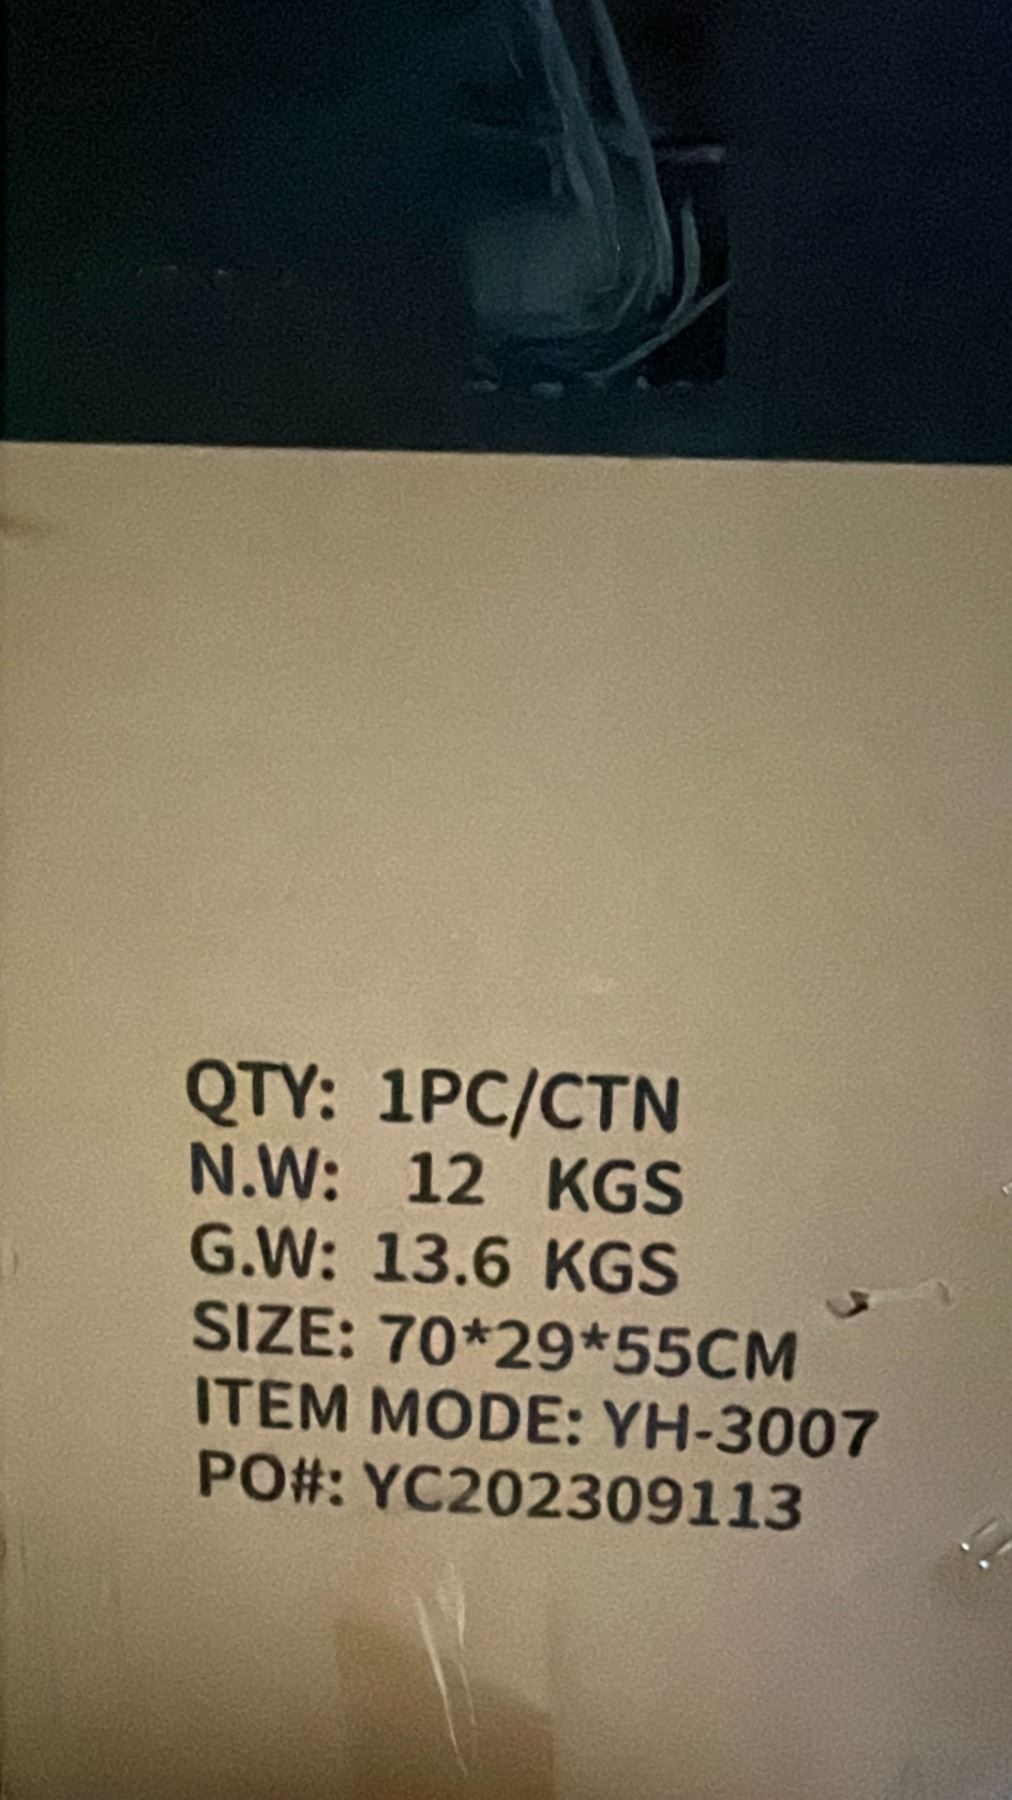 QTY: 1PC/CTN
N.W: 12 KGS
G.W: 13.6 KGS
SIZE: 70*29*55CM
ITEM MODE: YH-3007
PO#: YC202309113